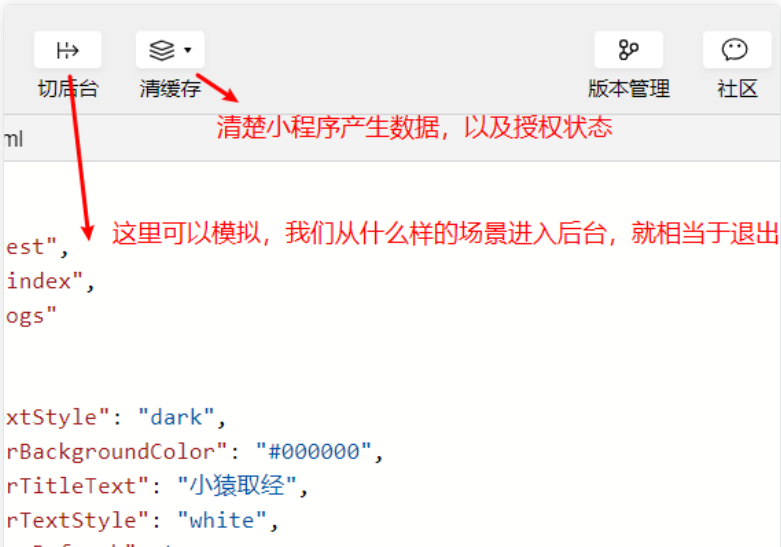 切后台 清缓存 版本管理 社区
清楚小程序产生数据，以及授权状态
ml
这里可以模拟，我们从什么样的场景进入后台，就相当于退出
est",
index",
ogs"
xtStyle": "dark",
rBackgroundColor": "#000000",
rTitleText": "小猿取经",
rTextStyle": "white",